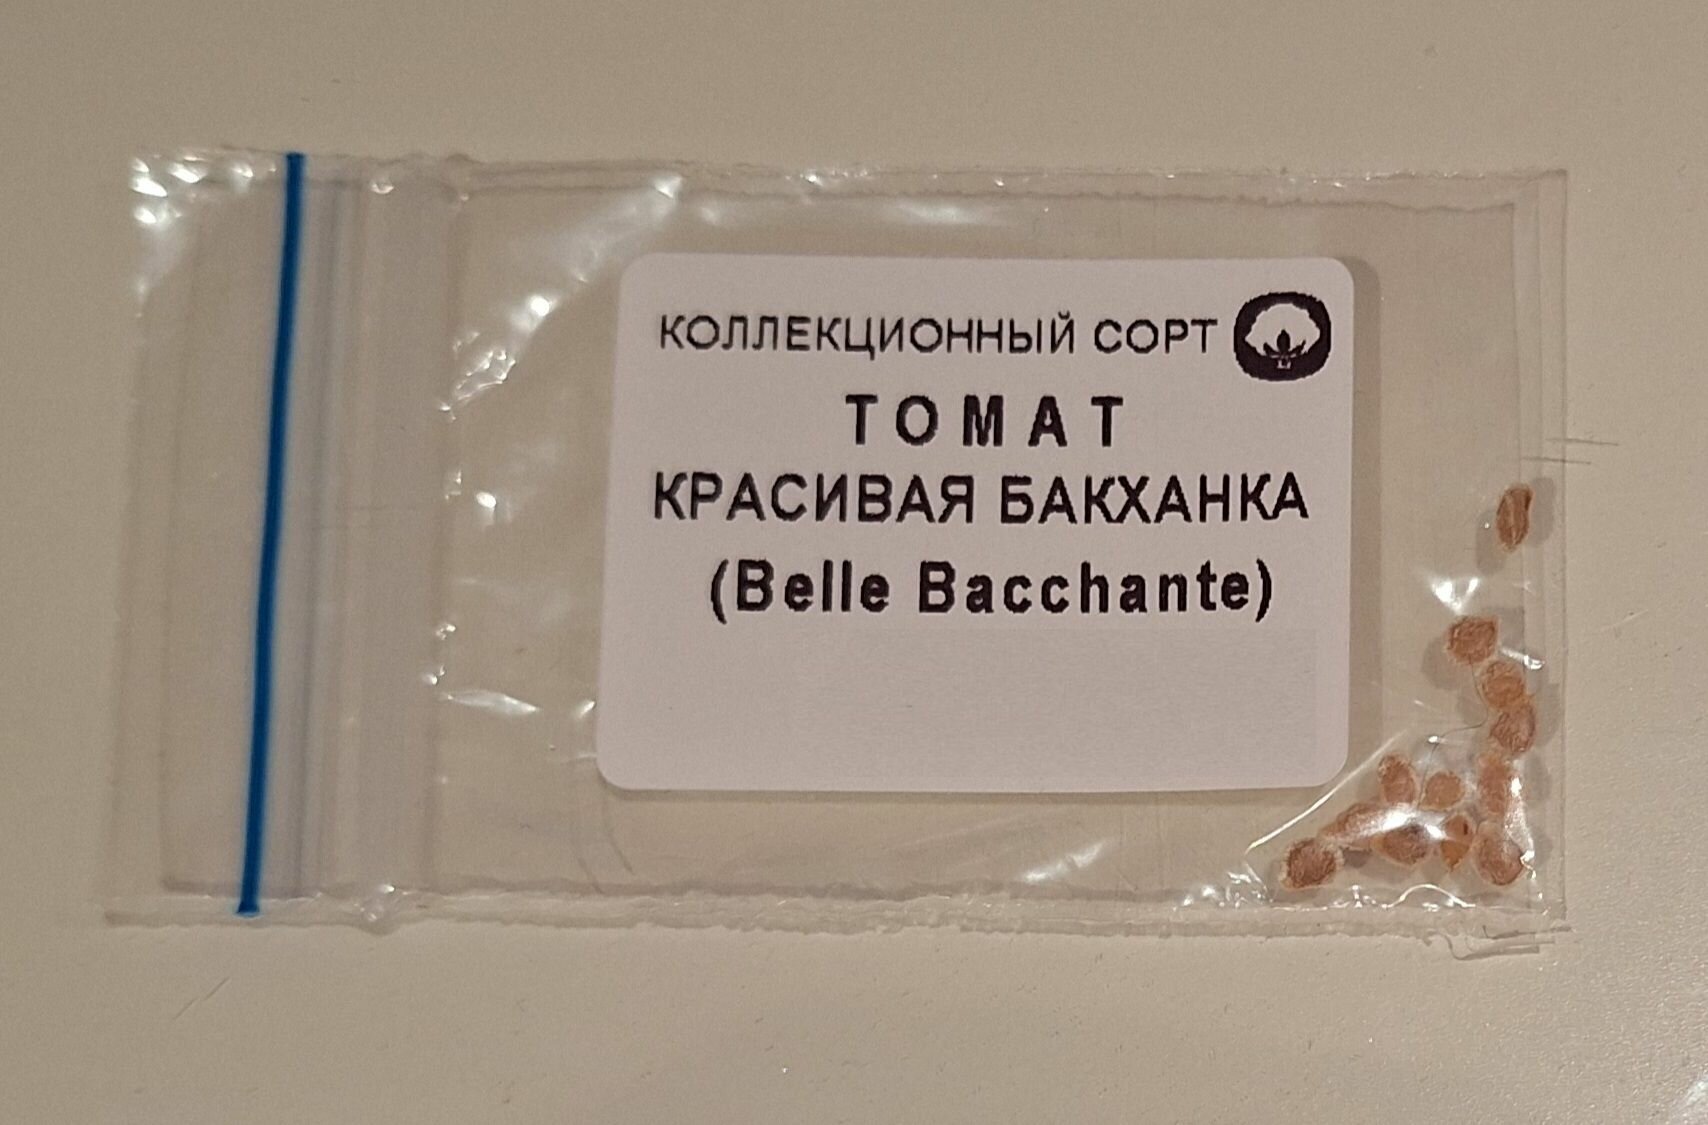 КОЛЛЕКЦИОННЫЙ СОРТ
ТОМАТ
КРАСИВАЯ БАКХАНКА
(Belle Bacchante)